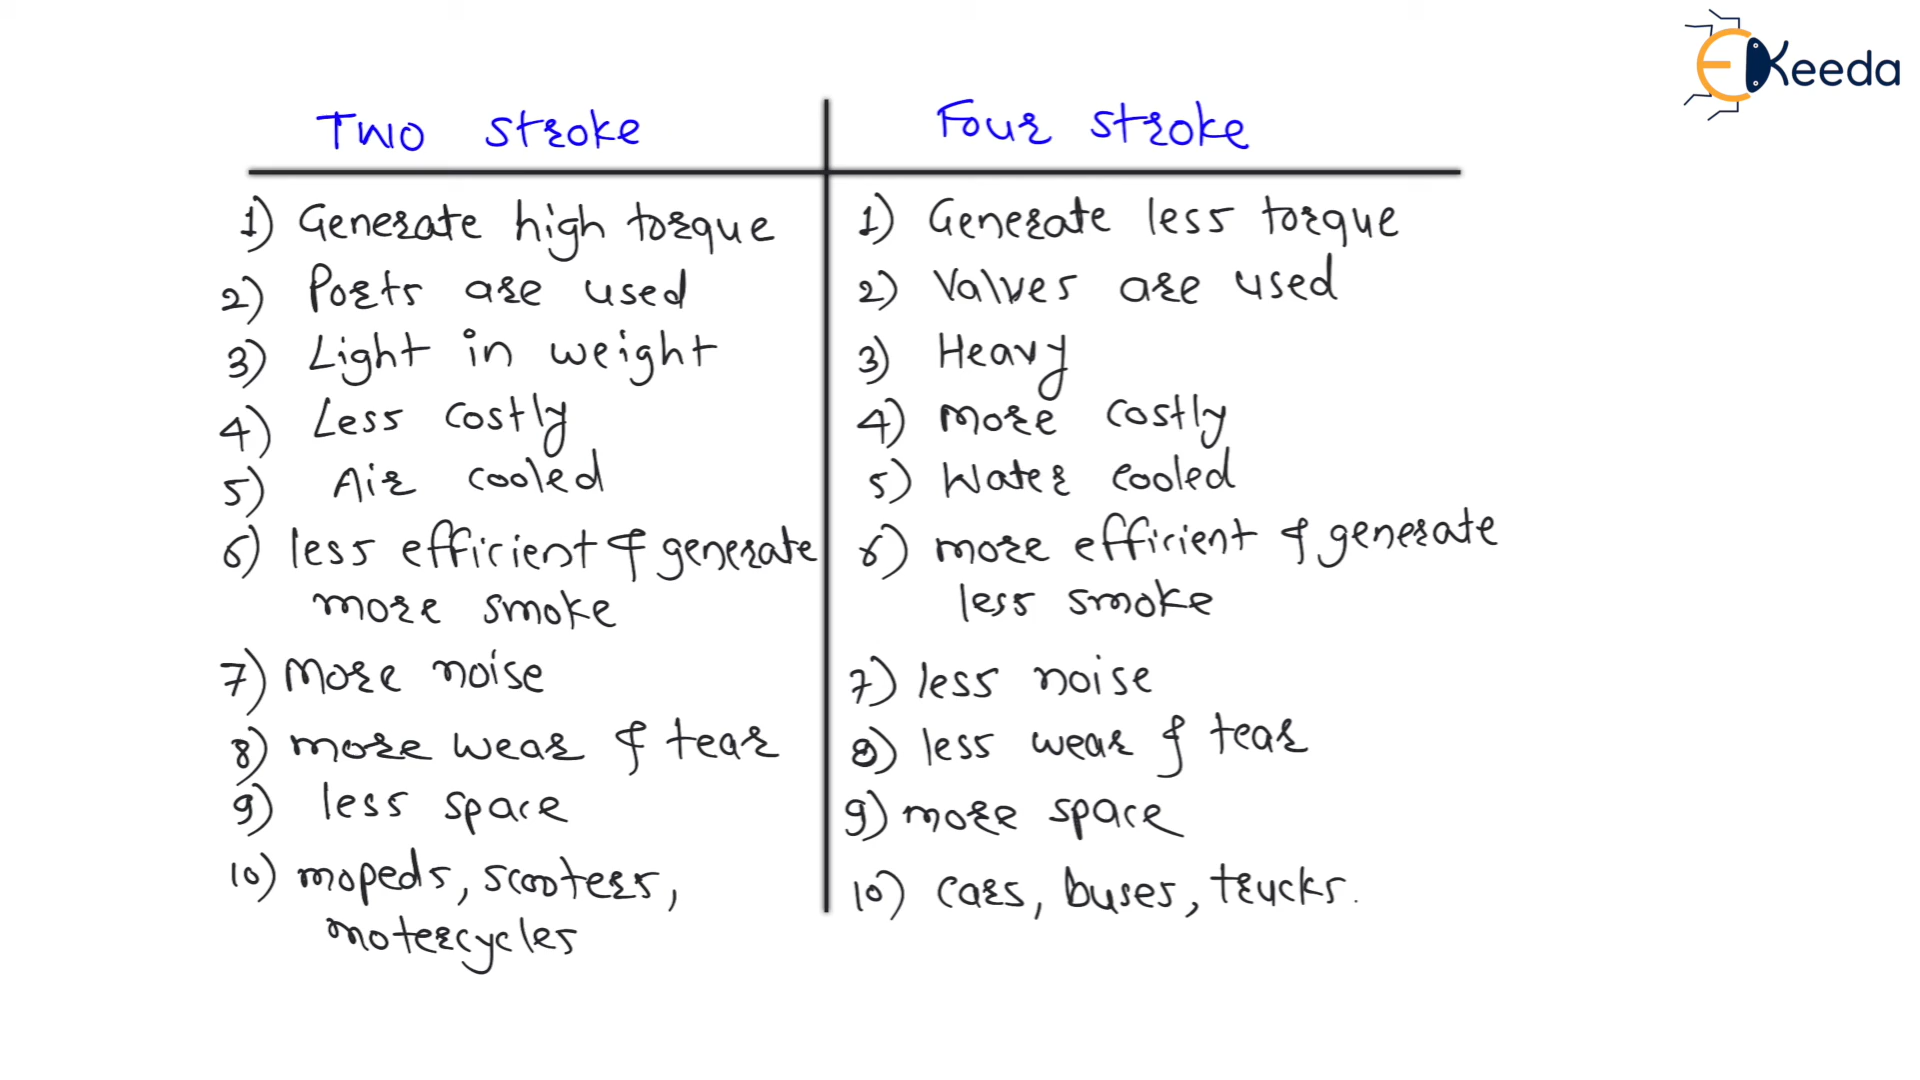 EKeeda
Two stroke
Four stroke
1) Generate high torque
2) Ports are used
3) Light in weight
4) Less costly
5) Air cooled
6) less efficient & generate
more smoke
7) More noise
8) more wear & tear
9) less space
10) mopeds, scooters,
motercycles
1) Generate less torque
2) Valves are used
3) Heavy
4) More costly
5) Water cooled
6) more efficient & generate
less smoke
7) less noise
8) less wear & tear
9) more space
10) cars, buses, trucks.